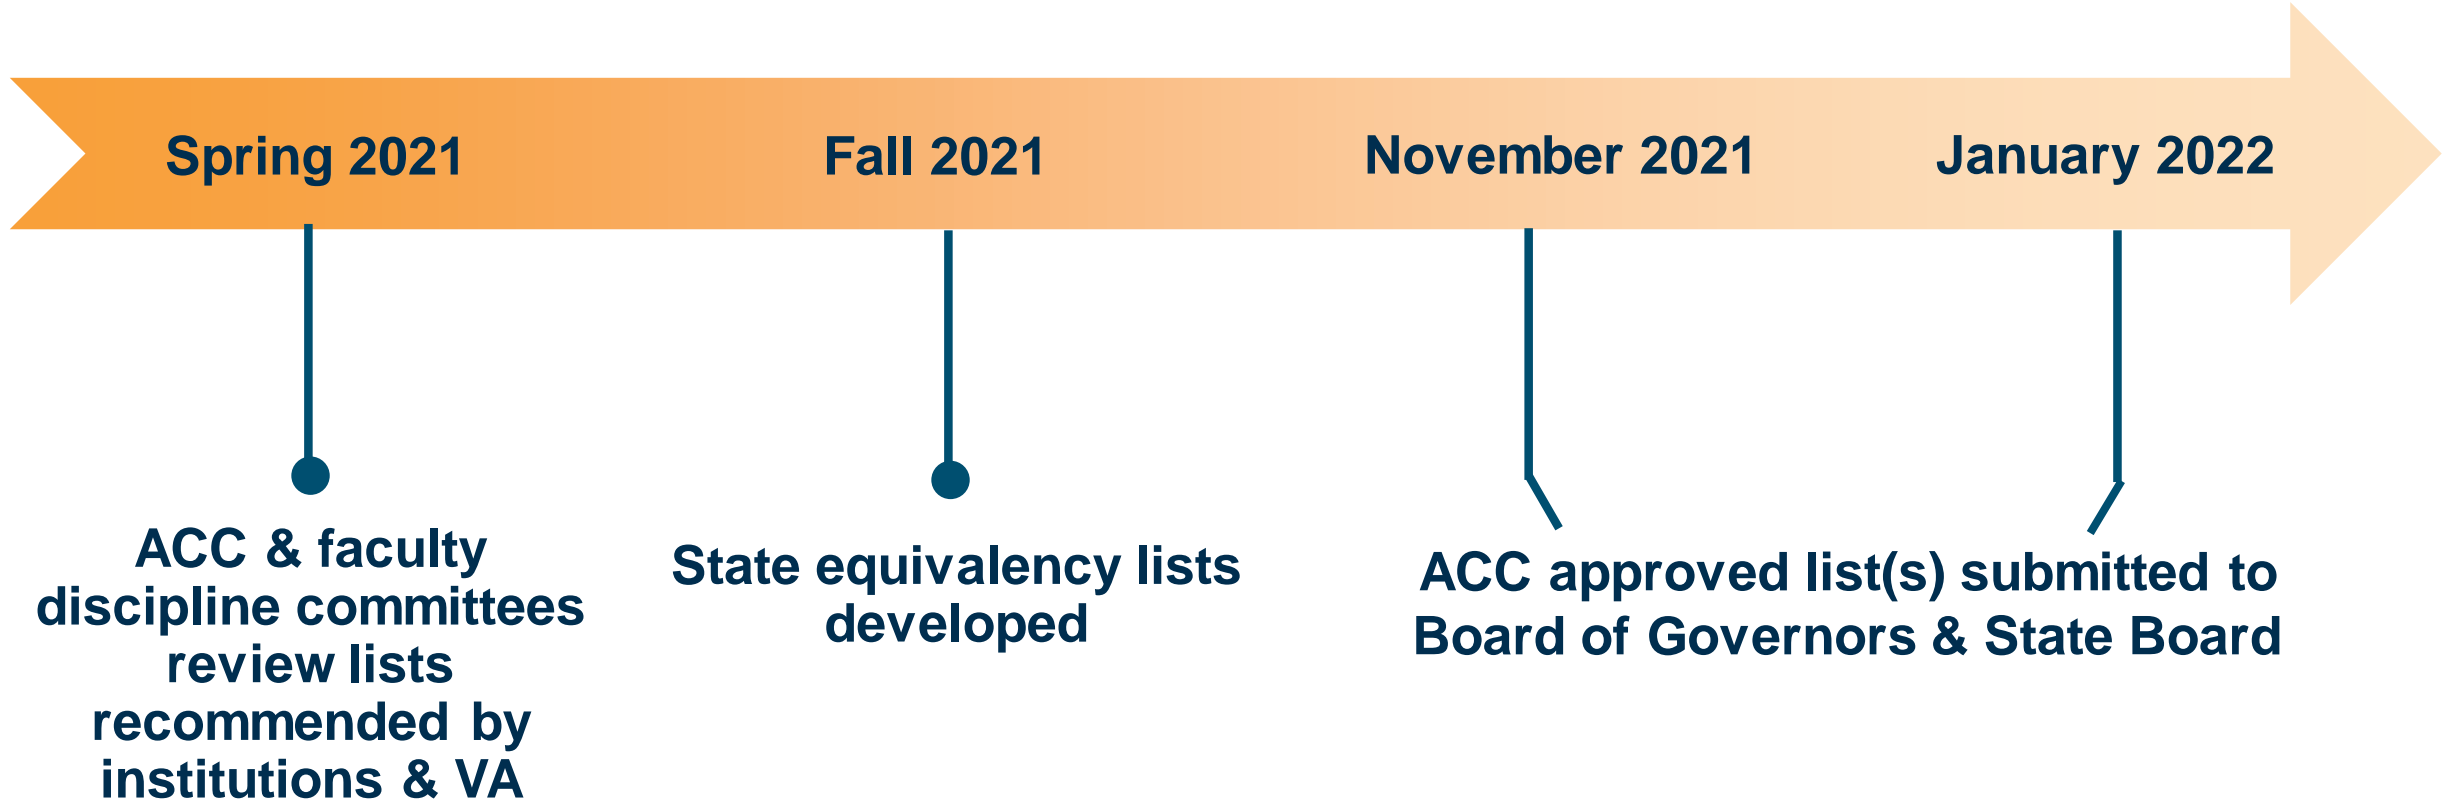 Spring 2021
Fall 2021
November 2021
January 2022
ACC & faculty
discipline committees
review lists
recommended by
institutions & VA
State equivalency lists
developed
ACC approved list(s) submitted to
Board of Governors & State Board